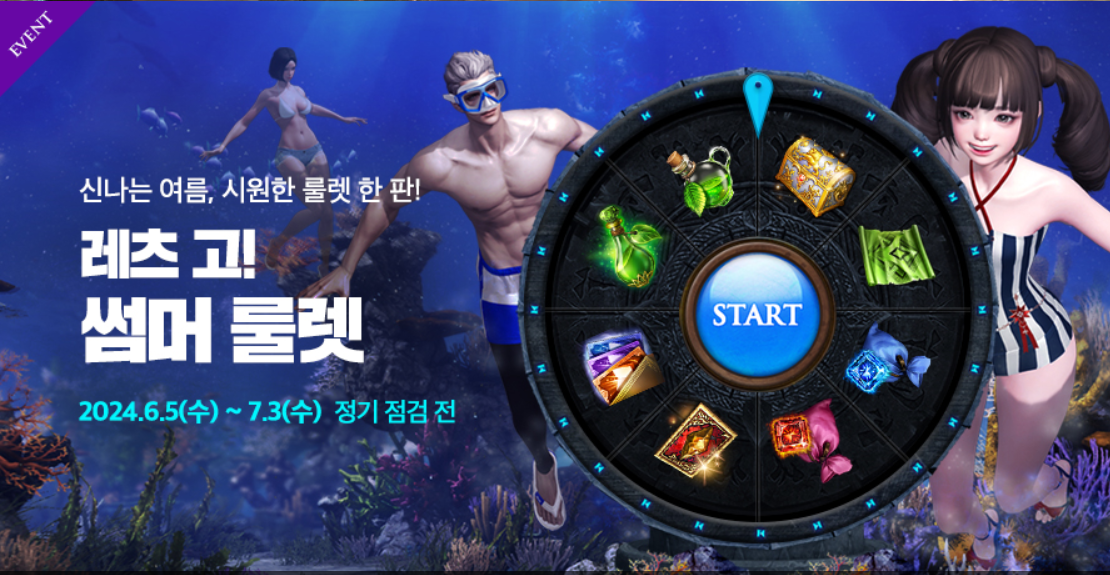 EVENT
신나는 여름, 시원한 룰렛 한 판!
레츠 고!
썸머 룰렛
2024.6.5(수) ~ 7.3(수) 정기 점검 전
START